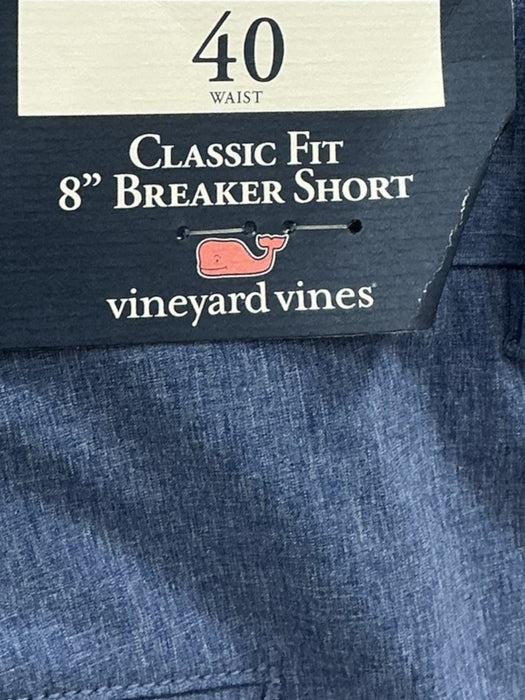 40
WAIST
CLASSIC FIT
8” BREAKER SHORT
vineyard vines